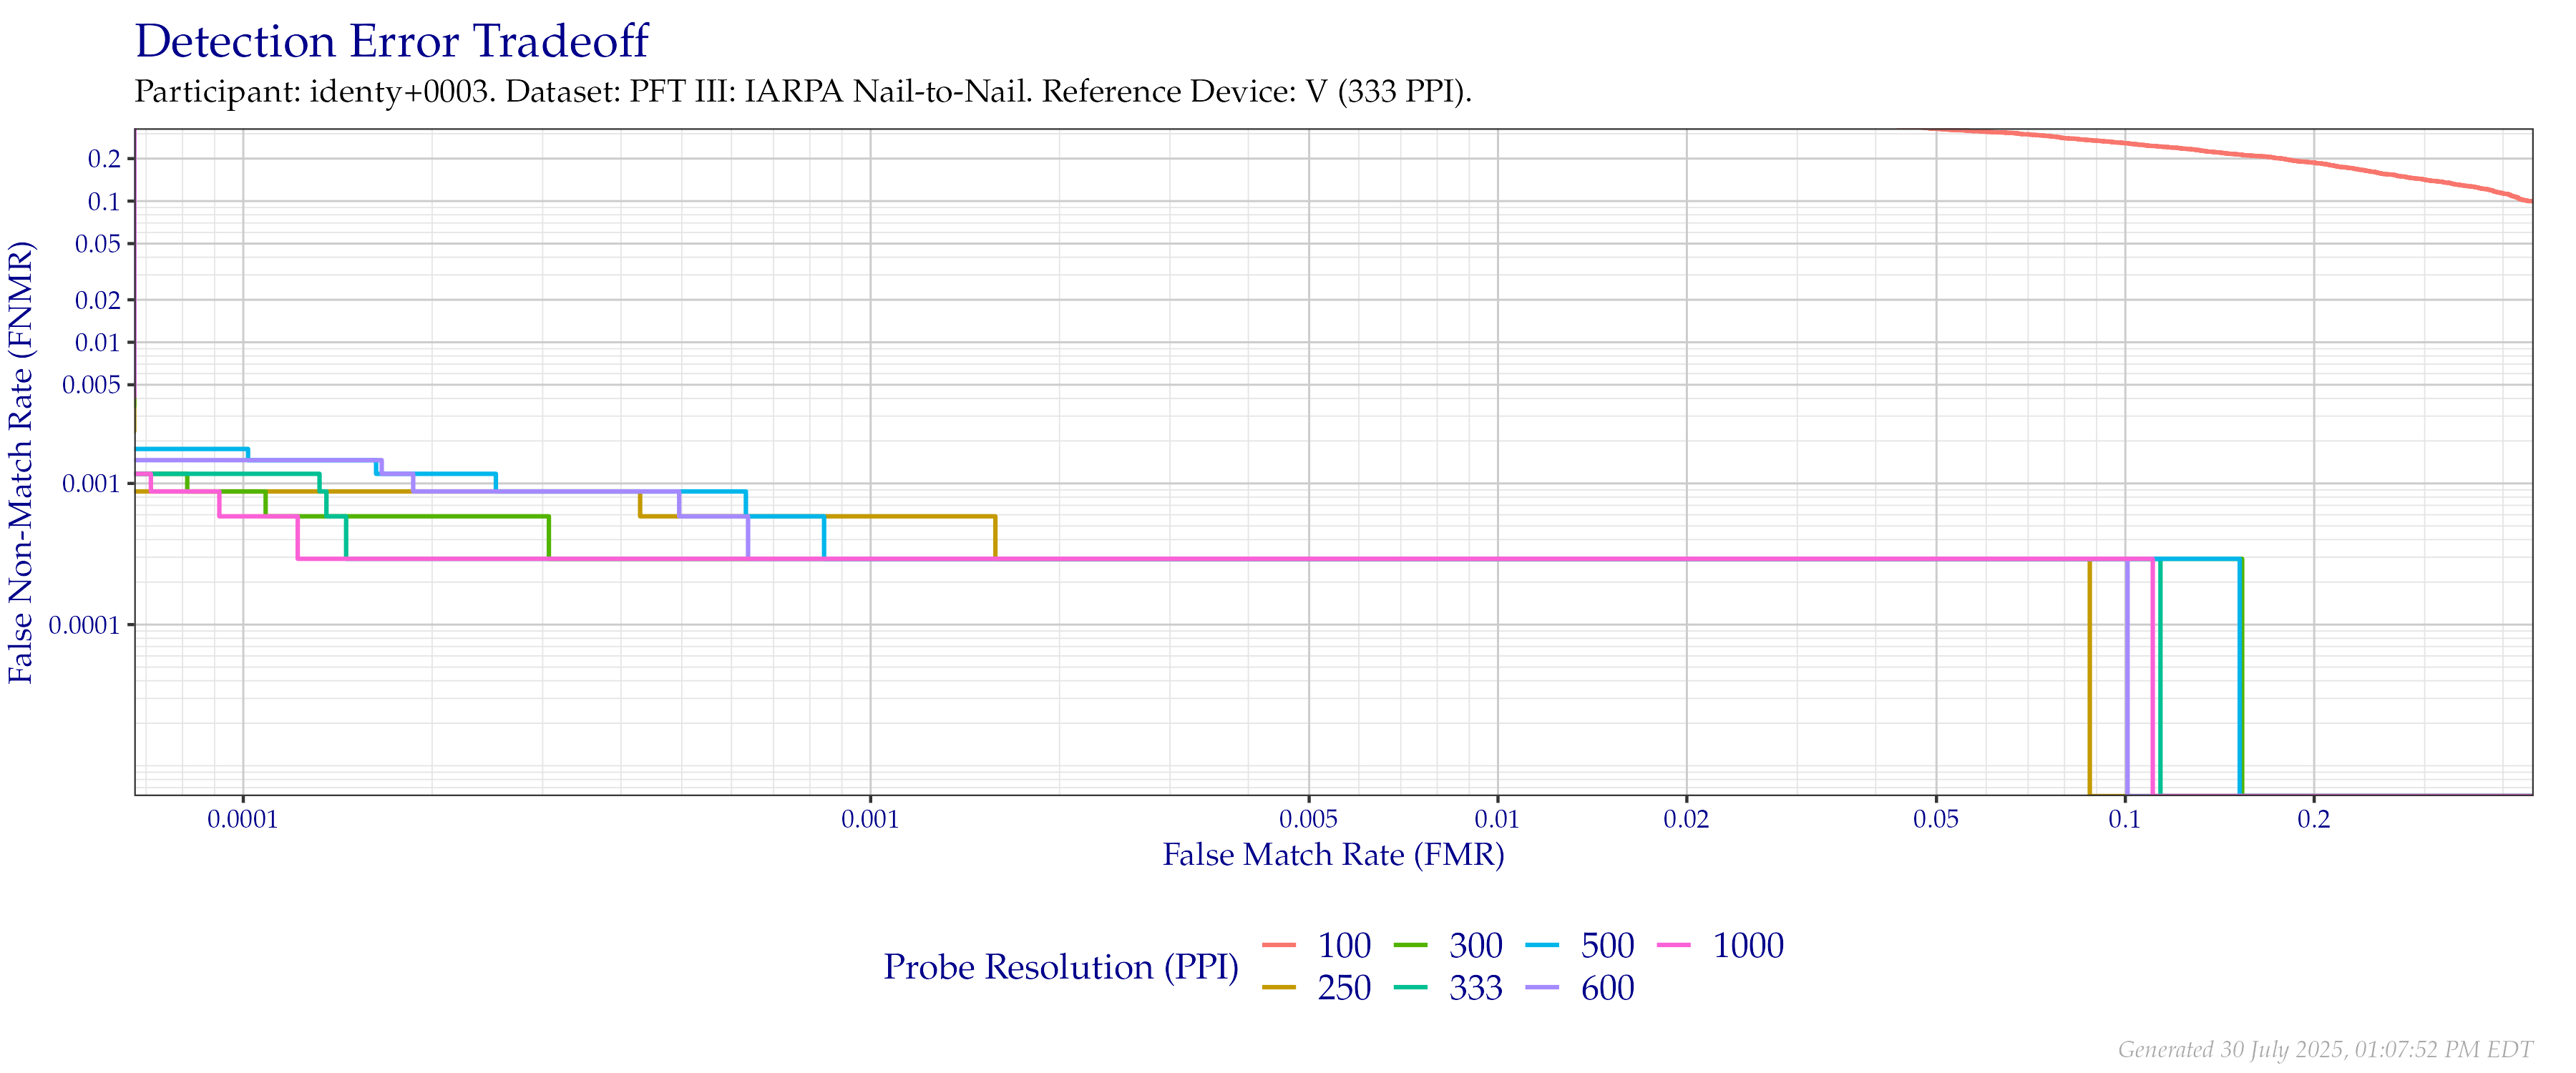 Detection Error Tradeoff
Participant: identy+0003. Dataset: PFT III: IARPA Nail-to-Nail. Reference Device: V (333 PPI).
False Non-Match Rate (FNMR)
0.2
0.1
0.05
0.02
0.01
0.005
0.001
0.0001
0.0001 0.001 0.005 0.01 0.02 0.05 0.1 0.2
False Match Rate (FMR)
Probe Resolution (PPI)
100 300 500 1000
250 333 600
Generated 30 July 2025, 01:07:52 PM EDT